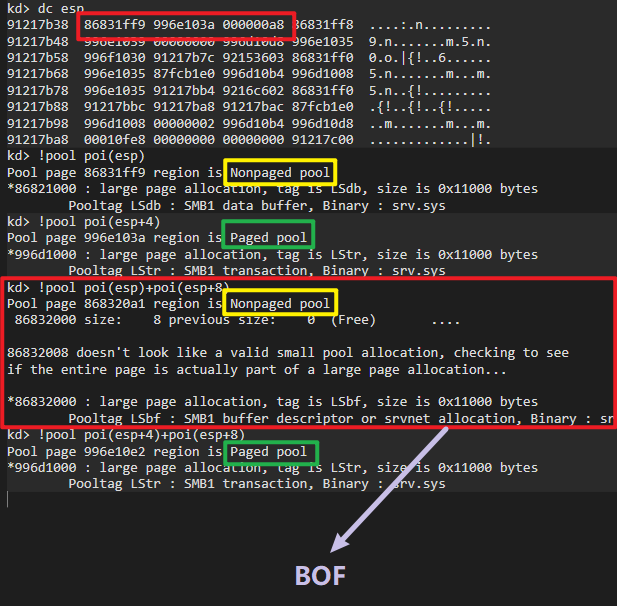 kd> dc esp
91217b38 86831ff9 996e103a 000000a8 86831ff8 ....:.n.........
91217b48 996e1039 00000000 996d10d8 996e1035 9.n.......m.5.n.
91217b58 996f1030 91217b7c 92153603 86831ff0 0.o.|{!..6......
91217b68 996e1035 87fcb1e0 996d10b4 996d1008 5.n.......m...m.
91217b78 996e1035 91217bb4 9216c602 86831ff0 5.n..{!.........
91217b88 91217bbc 91217ba8 91217bac 87fcb1e0 .{!..{!..{!.....
91217b98 996d1008 00000002 996d10b4 996d10d8 ..m.......m...m.
91217ba8 00010fe8 00000000 00000000 91217c00 .............|!.
kd> !pool poi(esp)
Pool page 86831ff9 region is Nonpaged pool
*86821000 : large page allocation, tag is LSdb, size is 0x11000 bytes
Pooltag LSdb : SMB1 data buffer, Binary : srv.sys
kd> !pool poi(esp+4)
Pool page 996e103a region is Paged pool
*996d1000 : large page allocation, tag is LStr, size is 0x11000 bytes
Pooltag LStr : SMB1 transaction, Binary : srv.sys
kd> !pool poi(esp)+poi(esp+8)
Pool page 868320a1 region is Nonpaged pool
86832000 size: 8 previous size: 0 (Free) ....
86832008 doesn't look like a valid small pool allocation, checking to see
if the entire page is actually part of a large page allocation...
*86832000 : large page allocation, tag is LSbf, size is 0x11000 bytes
Pooltag LSbf : SMB1 buffer descriptor or srvnet allocation, Binary : sr
kd> !pool poi(esp+4)+poi(esp+8)
Pool page 996e10e2 region is Paged pool
*996d1000 : large page allocation, tag is LStr, size is 0x11000 bytes
Pooltag LStr : SMB1 transaction, Binary : srv.sys
BOF